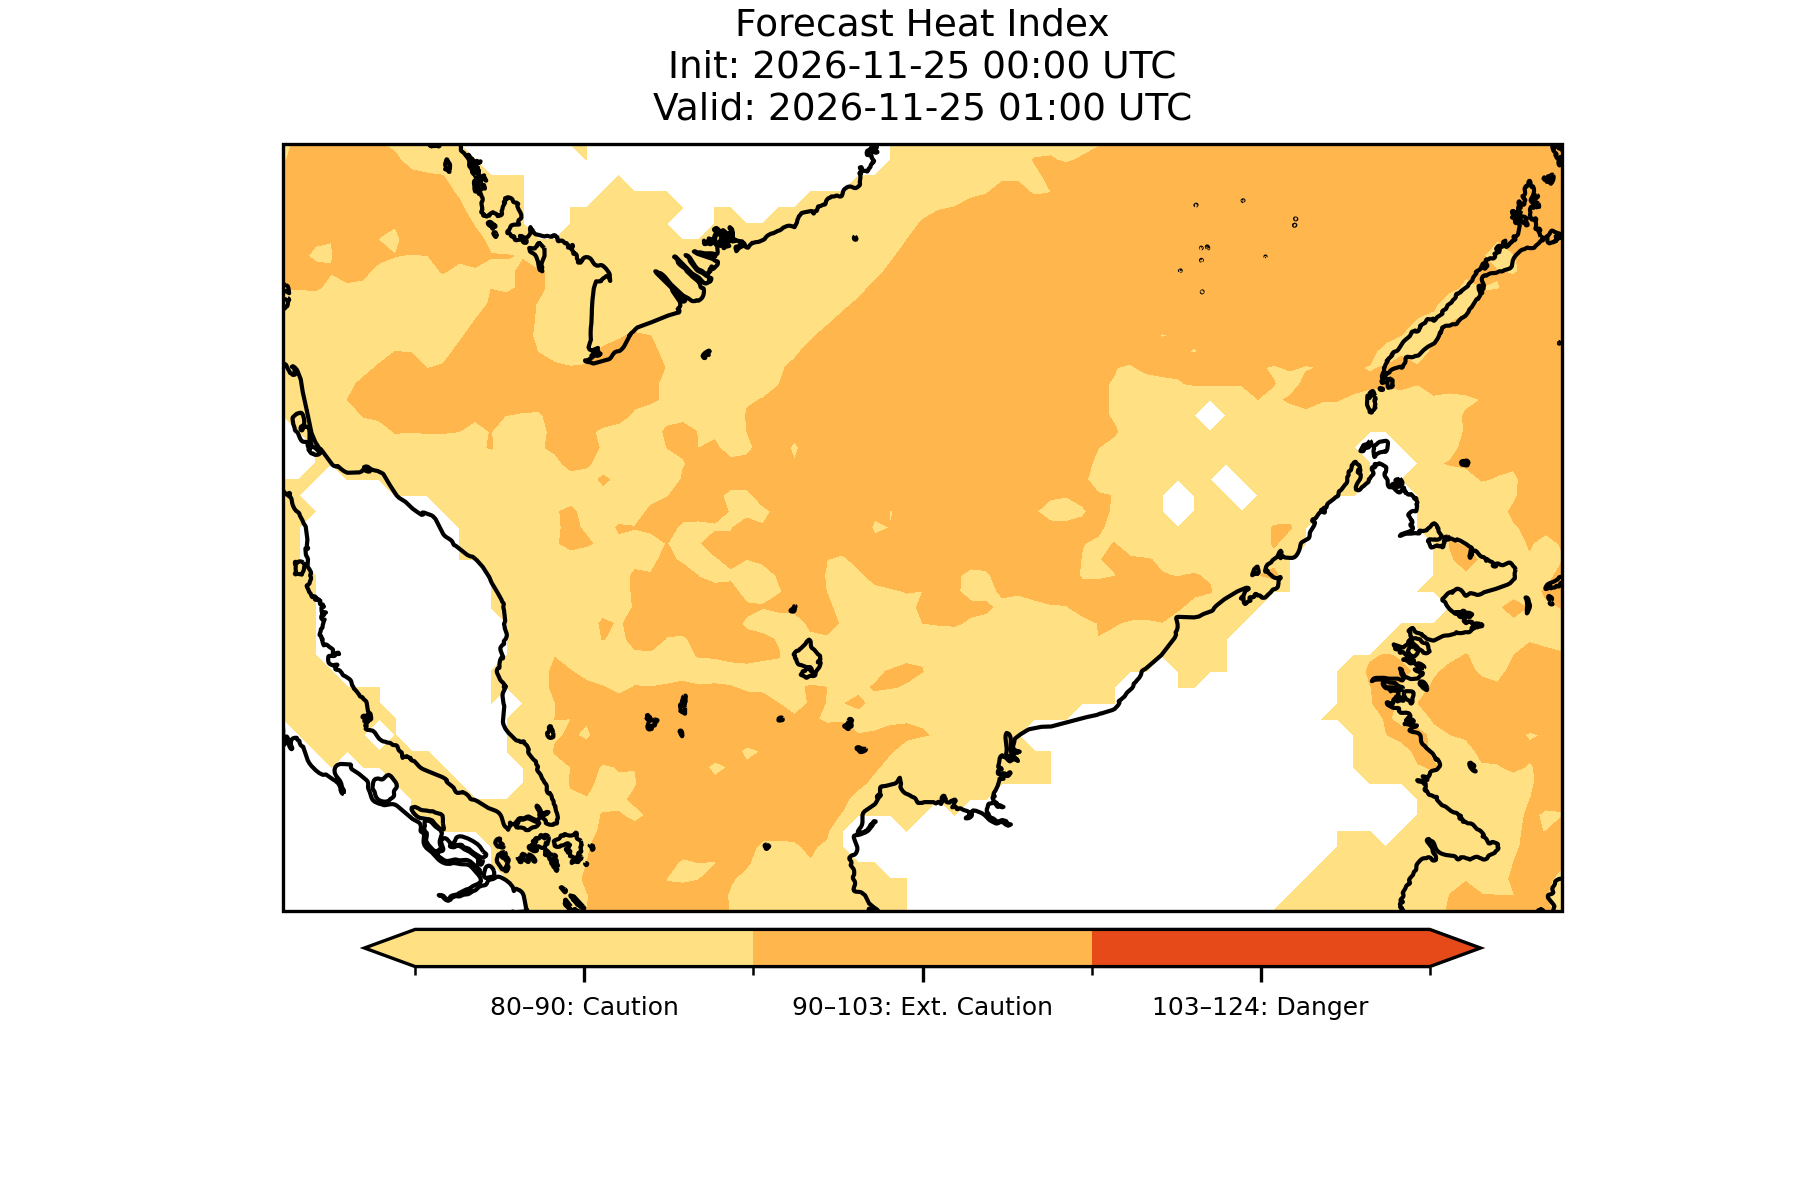 Forecast Heat Index
Init: 2026-11-25 00:00 UTC
Valid: 2026-11-25 01:00 UTC
80–90: Caution
90–103: Ext. Caution
103–124: Danger